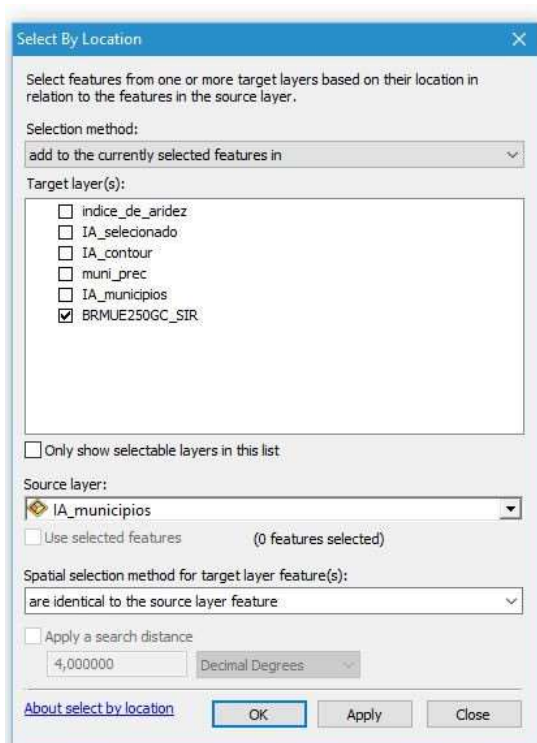 Select By Location
Select features from one or more target layers based on their location in
relation to the features in the source layer.
Selection method:
add to the currently selected features in
Target layer(s):
indice_de_aridez
IA_selecionado
IA_contour
muni_prec
IA_municipios
BRMUE250GC_SIR
Only show selectable layers in this list
Source layer:
IA_municipios
Use selected features (0 features selected)
Spatial selection method for target layer feature(s):
are identical to the source layer feature
Apply a search distance
4,000000 Decimal Degrees
About select by location OK Apply Close